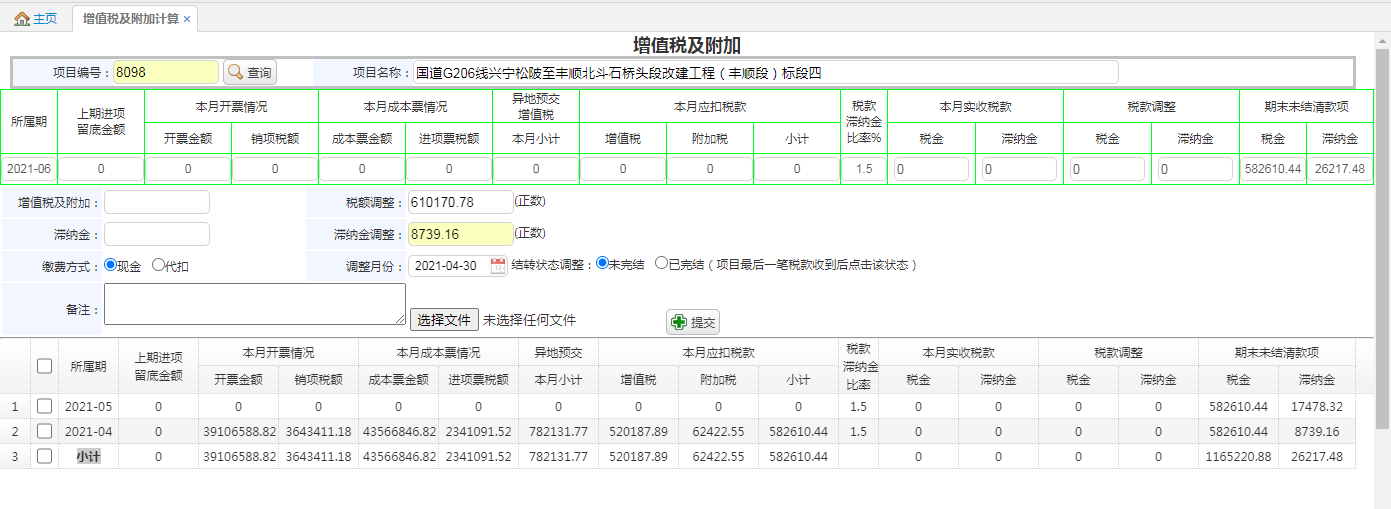 主页 增值税及附加计算 ×
增值税及附加
项目编号：8098 查询 项目名称：国道G206线兴宁松陂至丰顺北斗石桥头段改建工程（丰顺段）标段四
所属期 上期进项留底金额 本月开票情况 本月成本票情况 异地预交增值税 本月应扣税款 税款滞纳金比率% 本月实收税款 税款调整 期末未结清款项
开票金额 销项税额 成本票金额 进项票税额 本月小计 增值税 附加税 小计 税金 滞纳金 税金 滞纳金 税金 滞纳金
2021-06 0 0 0 0 0 0 0 0 0 1.5 0 0 0 0 582610.44 26217.48
增值税及附加： 税额调整：610170.78 (正数)
滞纳金： 滞纳金调整：8739.16 (正数)
缴费方式：现金 代扣 调整月份：2021-04-30 结转状态调整：未完结 已完结（项目最后一笔税款收到后点击该状态）
备注： 选择文件 未选择任何文件 提交
所属期 上期进项留底金额 本月开票情况 本月成本票情况 异地预交 本月应扣税款 税款滞纳金比率 本月实收税款 税款调整 期末未结清款项
开票金额 销项税额 成本票金额 进项票税额 本月小计 增值税 附加税 小计 税金 滞纳金 税金 滞纳金 税金 滞纳金
1 2021-05 0 0 0 0 0 0 0 0 0 1.5 0 0 0 0 582610.44 17478.32
2 2021-04 0 39106588.82 3643411.18 43566846.82 2341091.52 782131.77 520187.89 62422.55 582610.44 1.5 0 0 0 0 582610.44 8739.16
3 小计 0 39106588.82 3643411.18 43566846.82 2341091.52 782131.77 520187.89 62422.55 582610.44 0 0 0 0 1165220.88 26217.48